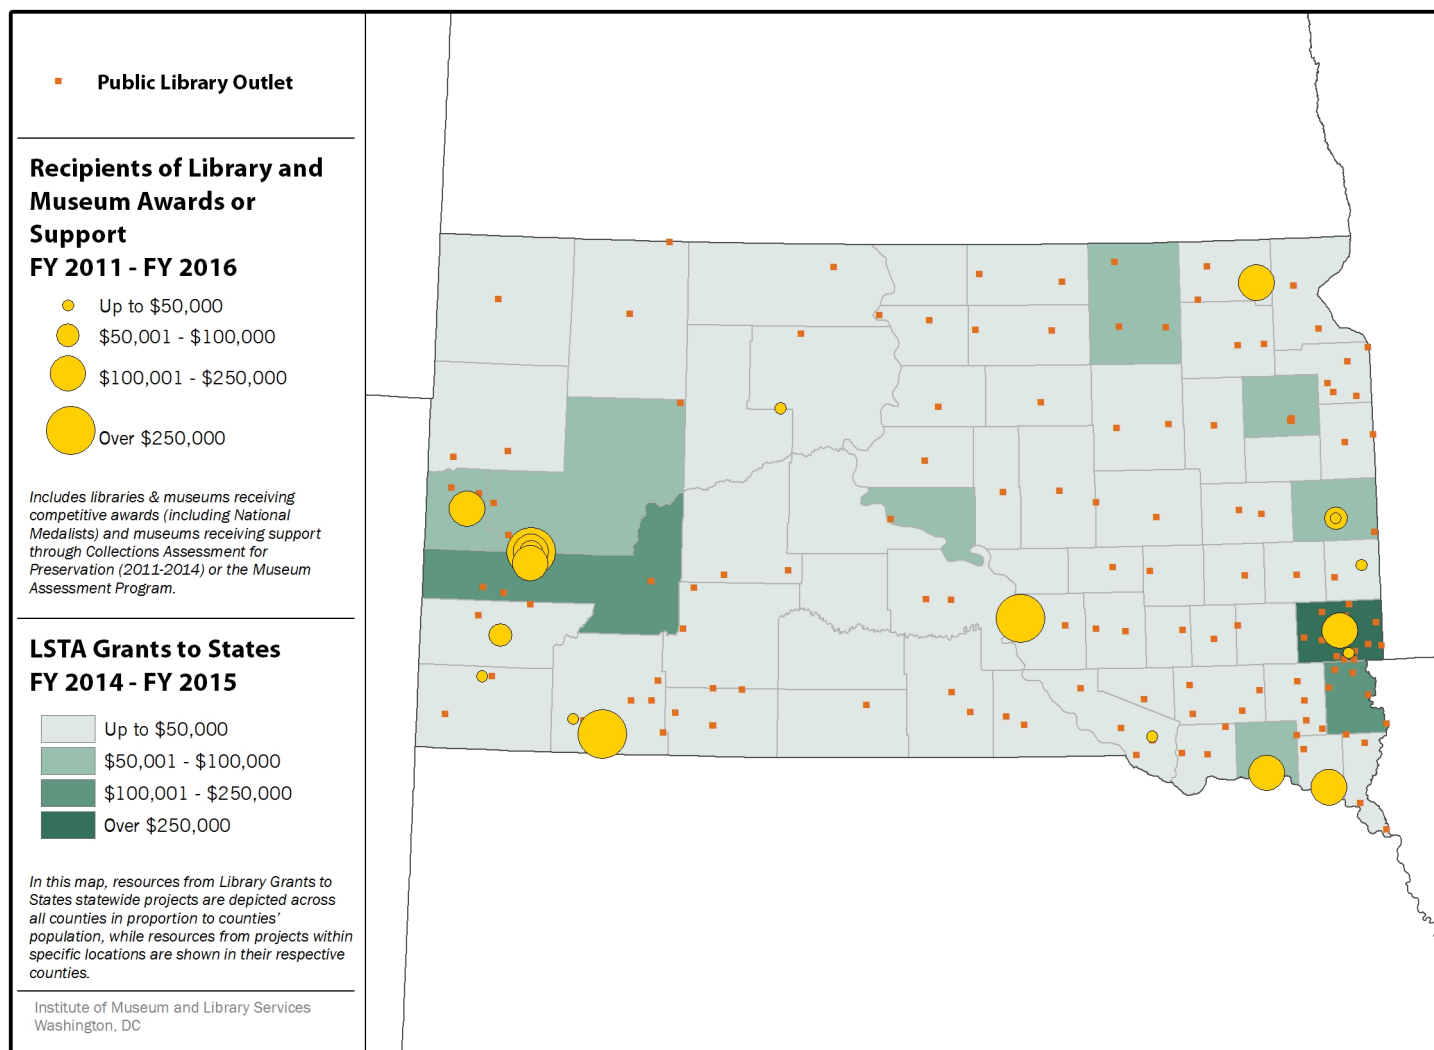 Public Library Outlet
Recipients of Library and
Museum Awards or
Support
FY 2011 - FY 2016
Up to $50,000
$50,001 - $100,000
$100,001 - $250,000
Over $250,000
Includes libraries & museums receiving
competitive awards (including National
Medalists) and museums receiving support
through Collections Assessment for
Preservation (2011-2014) or the Museum
Assessment Program.
LSTA Grants to States
FY 2014 - FY 2015
Up to $50,000
$50,001 - $100,000
$100,001 - $250,000
Over $250,000
In this map, resources from Library Grants to
States statewide projects are depicted across
all counties in proportion to counties'
population, while resources from projects within
specific locations are shown in their respective
counties.
Institute of Museum and Library Services
Washington, DC